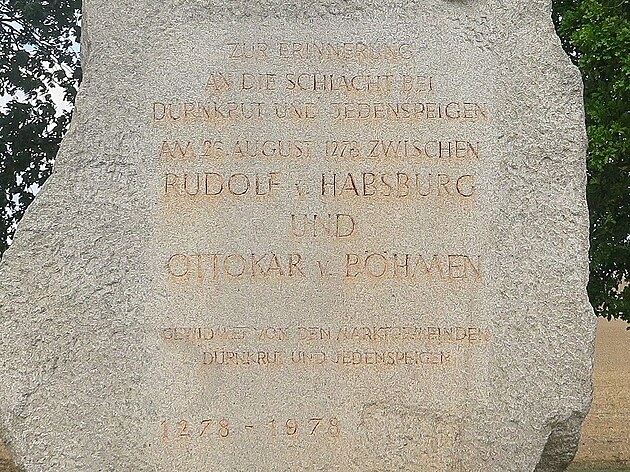 ZUR ERINNERUNG
AN DIE SCHLACHT BEI
DÜRNKRUT UND JEDENSPEIGEN
AM 26. AUGUST 1278 ZWISCHEN
RUDOLF v. HABSBURG
UND
OTTOKAR v. BÖHMEN
GEWIDMET VON DEN MARKTGEMEINDEN
DÜRNKRUT UND JEDENSPEIGEN
1278 - 1978